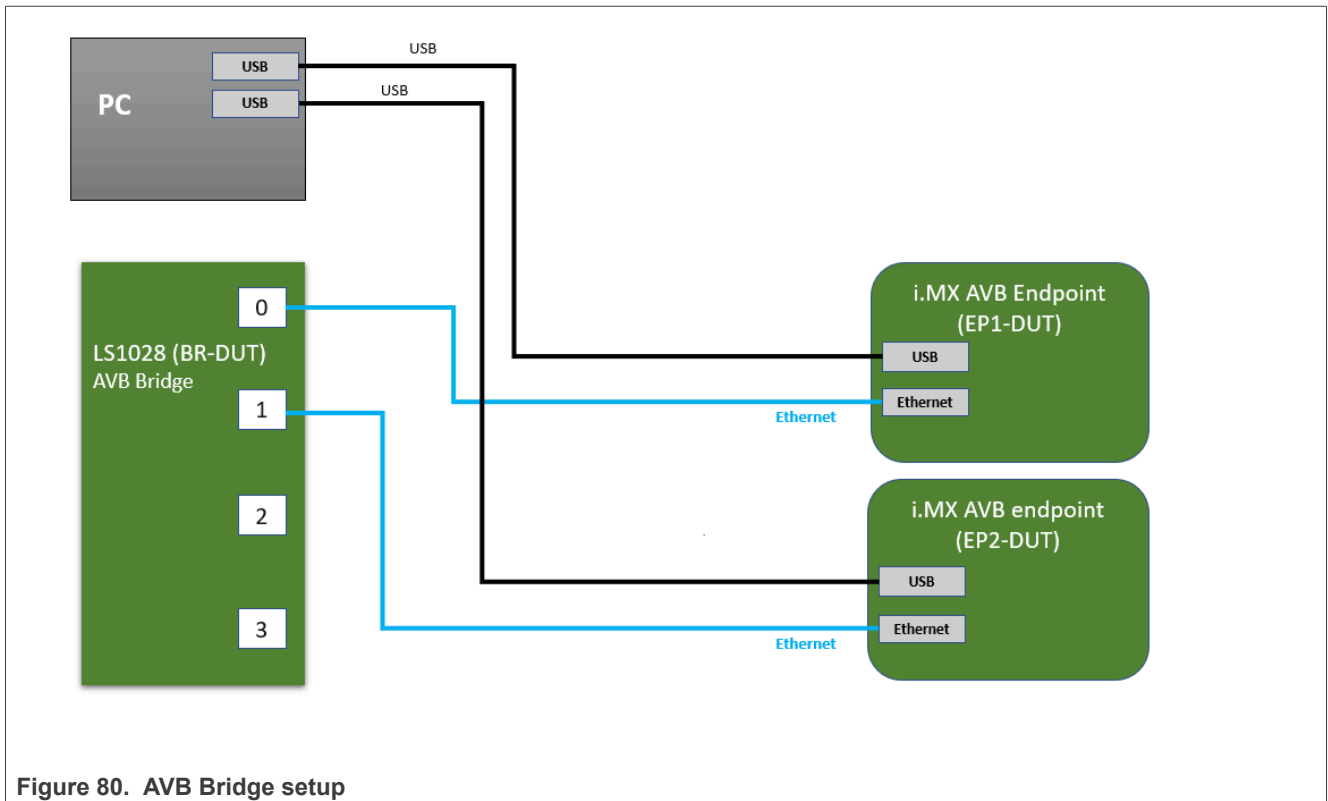 USB
USB
PC
USB
USB
0
LS1028 (BR-DUT)
AVB Bridge
1
2
3
i.MX AVB Endpoint
(EP1-DUT)
USB
Ethernet
Ethernet
i.MX AVB endpoint
(EP2-DUT)
USB
Ethernet
Ethernet
Figure 80. AVB Bridge setup